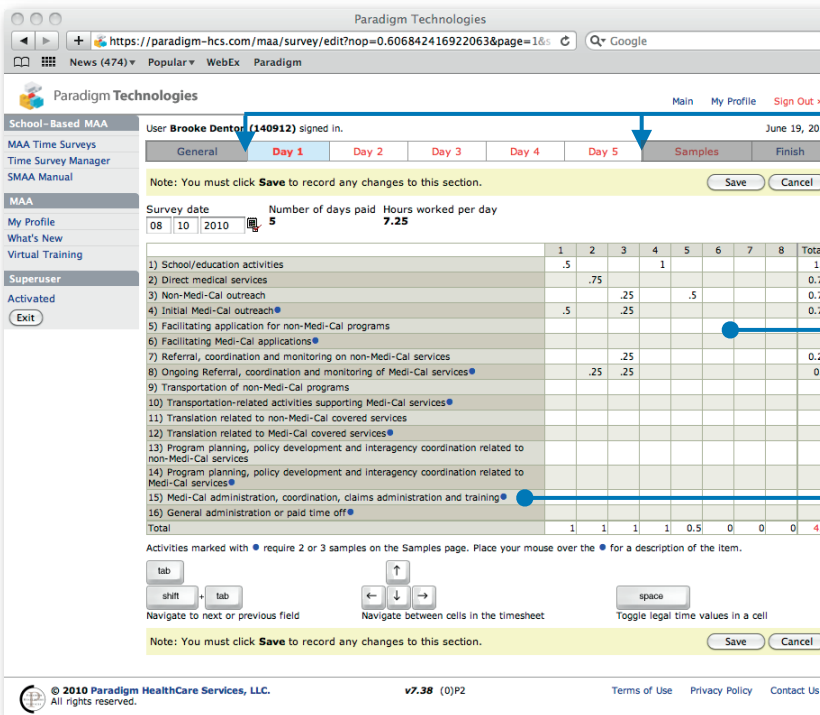 Paradigm Technologies
https://paradigm-hcs.com/maa/survey/edit?nop=0.606842416922063&page=1&s
Google
News (474) Popular WebEx Paradigm
Paradigm Technologies
Main My Profile Sign Out
School-Based MAA
User Brooke Denton (140912) signed in. June 19, 20
MAA Time Surveys
Time Survey Manager
SMAA Manual
General Day 1 Day 2 Day 3 Day 4 Day 5 Samples Finish
Note: You must click Save to record any changes to this section. Save Cancel
MAA
My Profile
What's New
Virtual Training
Survey date Number of days paid Hours worked per day
08 10 2010 5 7.25
Superuser
Activated
Exit
1 2 3 4 5 6 7 8 Tota
1) School/education activities .5 1 1
2) Direct medical services .75 0.7
3) Non-Medi-Cal outreach .25 .5 0.7
4) Initial Medi-Cal outreach .5 .25 0.7
5) Facilitating application for non-Medi-Cal programs
6) Facilitating Medi-Cal applications
7) Referral, coordination and monitoring on non-Medi-Cal services .25 0.2
8) Ongoing Referral, coordination and monitoring of Medi-Cal services .25 .25 0
9) Transportation of non-Medi-Cal programs
10) Transportation-related activities supporting Medi-Cal services
11) Translation related to non-Medi-Cal covered services
12) Translation related to Medi-Cal covered services
13) Program planning, policy development and interagency coordination related to
non-Medi-Cal services
14) Program planning, policy development and interagency coordination related to
Medi-Cal services
15) Medi-Cal administration, coordination, claims administration and training
16) General administration or paid time off
Total 1 1 1 1 0.5 0 0 0 4
Activities marked with ● require 2 or 3 samples on the Samples page. Place your mouse over the ● for a description of the item.
tab ↑
shift + tab ← ↓ → space
Navigate to next or previous field Navigate between cells in the timesheet Toggle legal time values in a cell
Note: You must click Save to record any changes to this section. Save Cancel
© 2010 Paradigm HealthCare Services, LLC. v7.38 (0)P2 Terms of Use Privacy Policy Contact Us
All rights reserved.